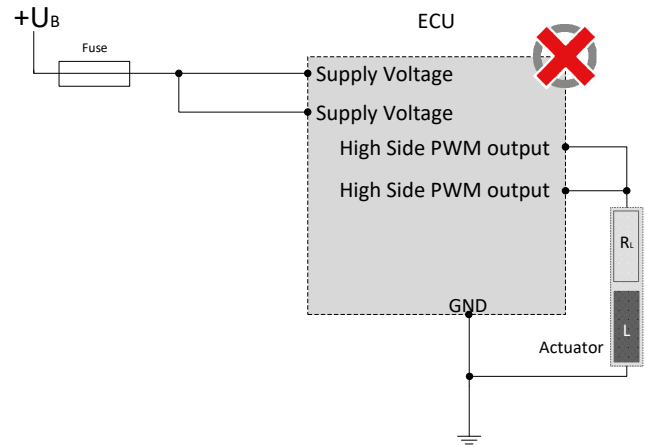 +UB
ECU
Fuse
Supply Voltage
Supply Voltage
High Side PWM output
High Side PWM output
RL
GND
L
Actuator